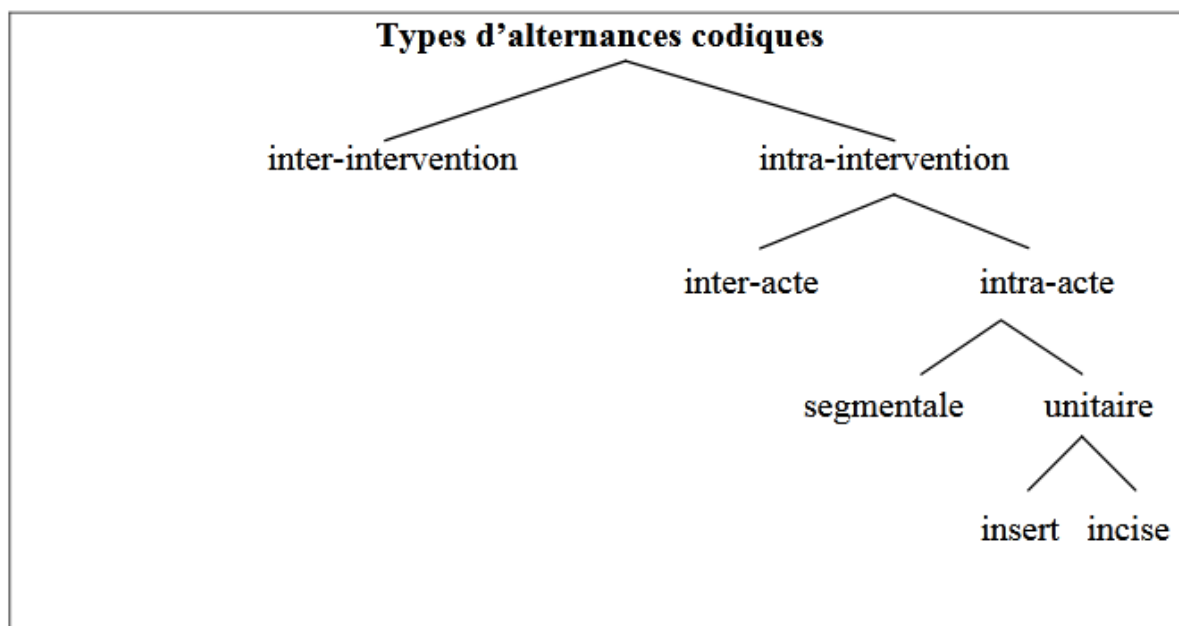 Types d’alternances codiques
inter-intervention intra-intervention
inter-acte intra-acte
segmentale unitaire
insert incise